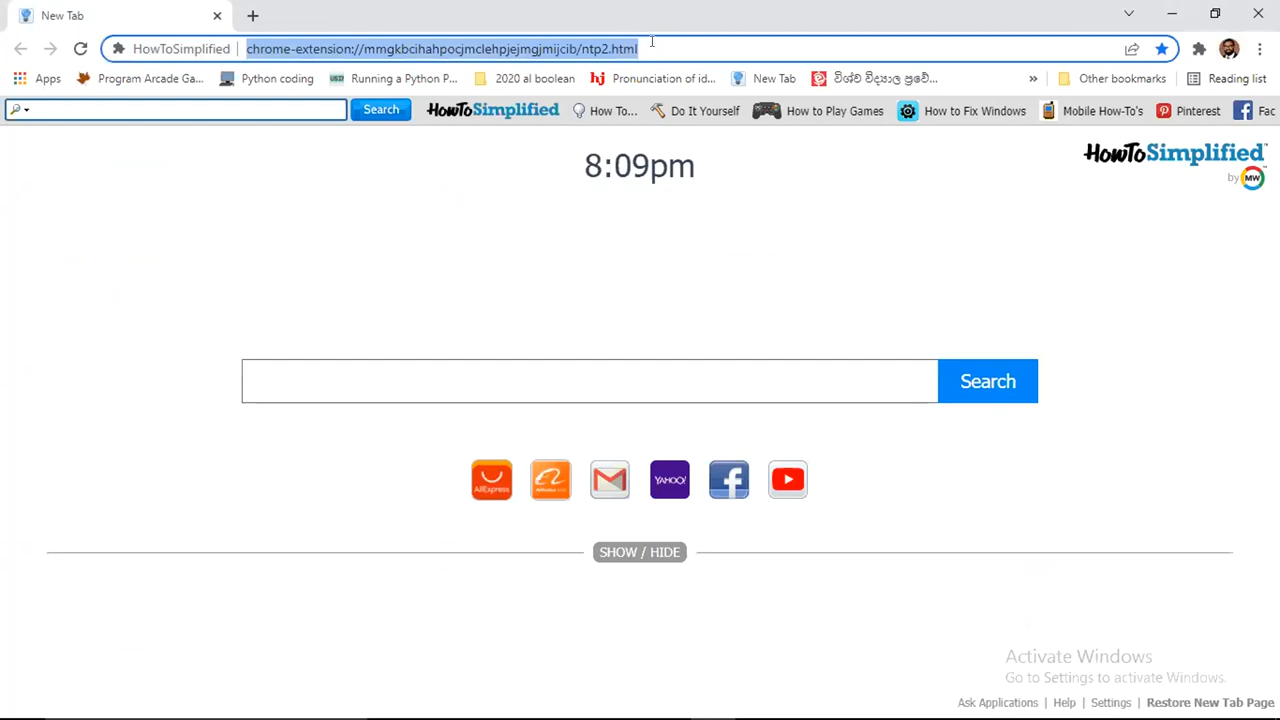 New Tab
HowToSimplified chrome-extension://mmgkbcihahpocjmclehpjejmgjmijcib/ntp2.html
Apps Program Arcade Ga... Python coding Running a Python P... 2020 al boolean Pronunciation of id... New Tab විශ්ව විද්‍යාල ප්‍රවේ... » Other bookmarks Reading list
Search HowToSimplified How To... Do It Yourself How to Play Games How to Fix Windows Mobile How-To's Pinterest Fac
8:09pm
HowToSimplified
by MW
Search
AliExpress YAHOO!
SHOW / HIDE
Activate Windows
Go to Settings to activate Windows.
Ask Applications | Help | Settings | Restore New Tab Page